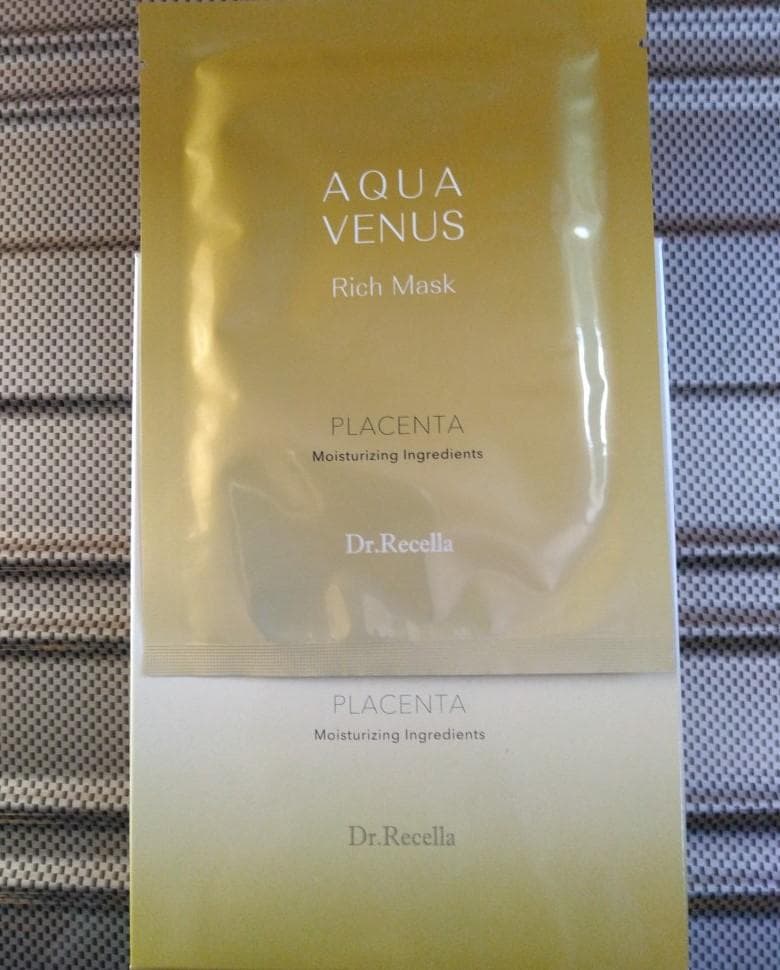 AQUA
VENUS
Rich Mask
PLACENTA
Moisturizing Ingredients
Dr.Recella
PLACENTA
Moisturizing Ingredients
Dr.Recella